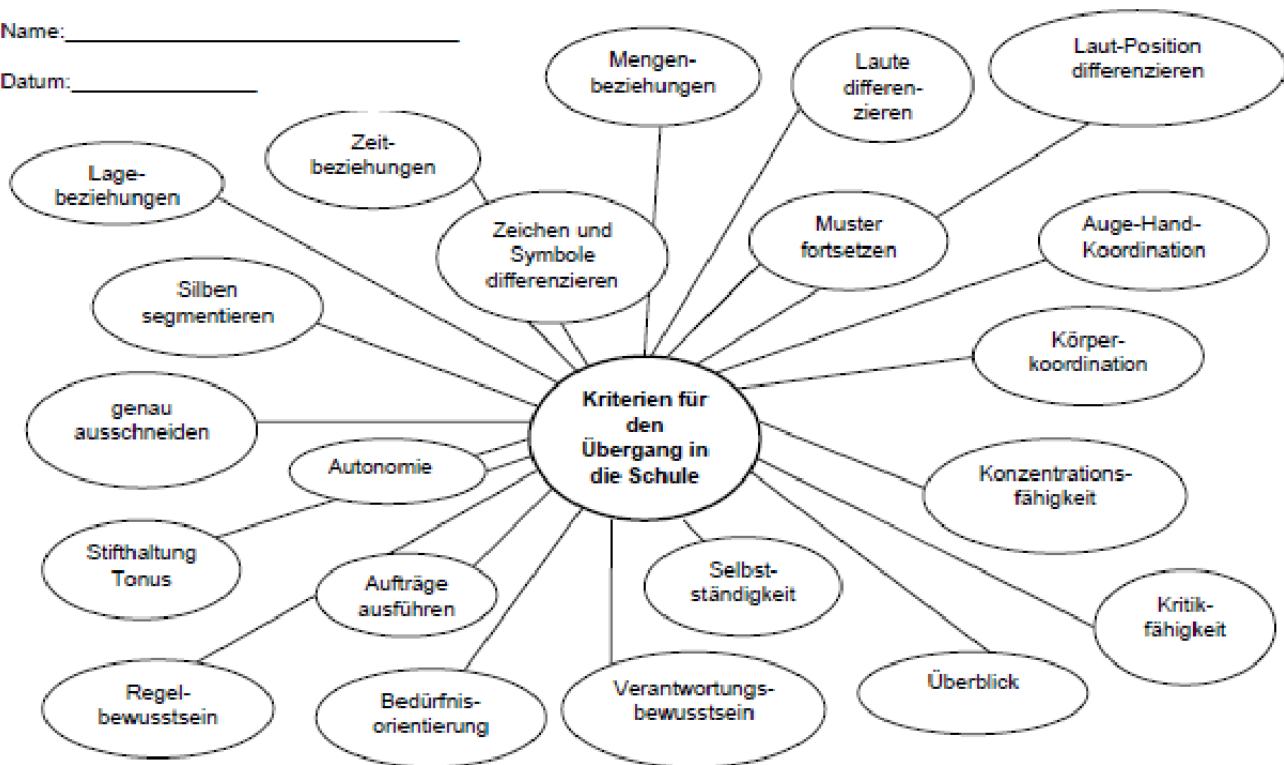 Name:
Datum:
Mengen-
beziehungen
Laute
differen-
zieren
Laut-Position
differenzieren
Zeit-
beziehungen
Lage-
beziehungen
Zeichen und
Symbole
differenzieren
Muster
fortsetzen
Auge-Hand-
Koordination
Silben
segmentieren
Körper-
koordination
genau
ausschneiden
Kriterien für
den
Übergang in
die Schule
Autonomie
Konzentrations-
fähigkeit
Stifthaltung
Tonus
Aufträge
ausführen
Selbst-
ständigkeit
Kritik-
fähigkeit
Regel-
bewusstsein
Bedürfnis-
orientierung
Verantwortungs-
bewusstsein
Überblick